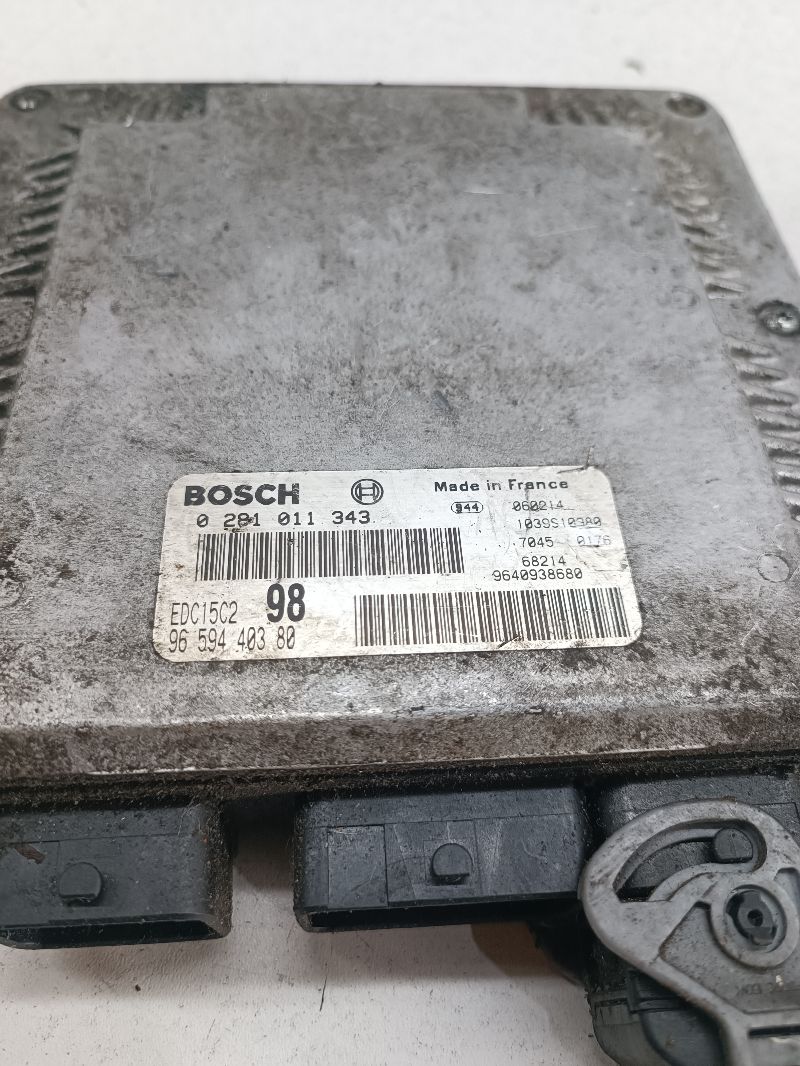 BOSCH
Made in France
0 281 011 343
944 060214
1039S10380
7045 0176
68214
9640938680
EDC15C2 98
96 594 403 80